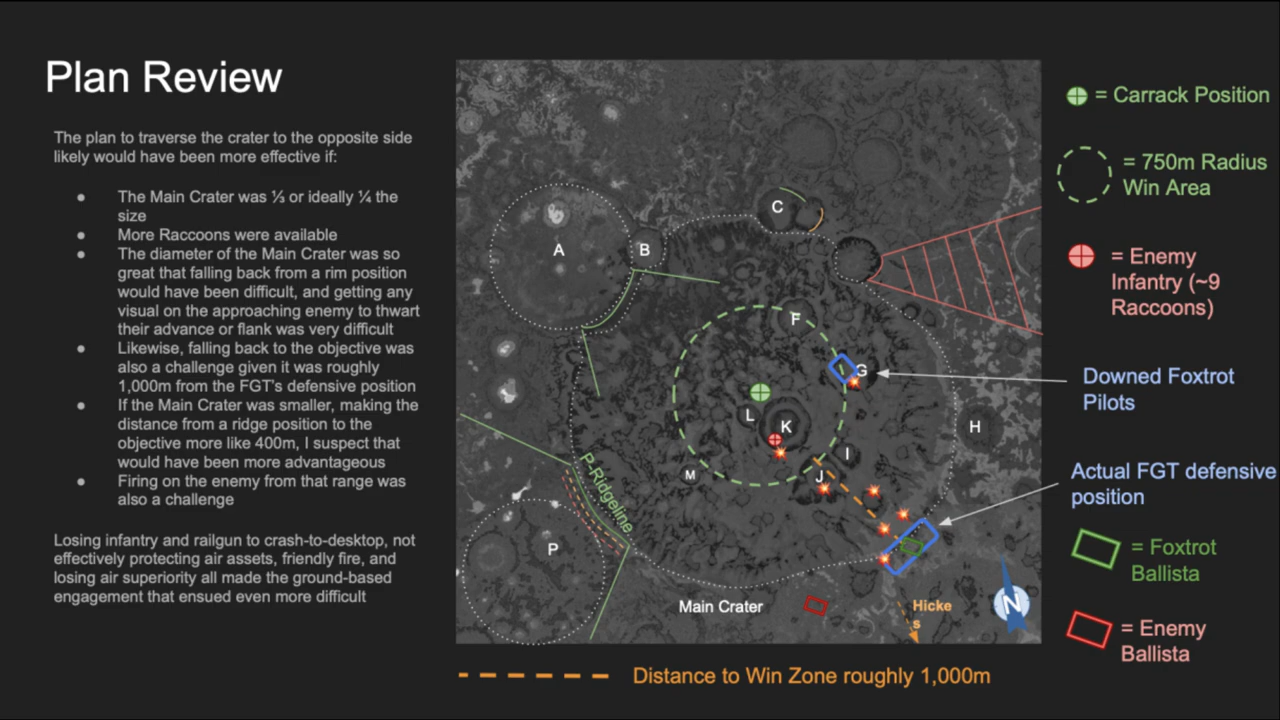 Plan Review
The plan to traverse the crater to the opposite side
likely would have been more effective if:
● The Main Crater was ⅓ or ideally ¼ the
size
● More Raccoons were available
● The diameter of the Main Crater was so
great that falling back from a rim position
would have been difficult, and getting any
visual on the approaching enemy to thwart
their advance or flank was very difficult
● Likewise, falling back to the objective was
also a challenge given it was roughly
1,000m from the FGT's defensive position
● If the Main Crater was smaller, making the
distance from a ridge position to the
objective more like 400m, I suspect that
would have been more advantageous
● Firing on the enemy from that range was
also a challenge
Losing infantry and railgun to crash-to-desktop, not
effectively protecting air assets, friendly fire, and
losing air superiority all made the ground-based
engagement that ensued even more difficult
A
B
C
F
G
L
K
H
I
J
M
P-Ridgeline
P
Main Crater
Hicke
s
N
Distance to Win Zone roughly 1,000m
= Carrack Position
= 750m Radius
Win Area
= Enemy
Infantry (~9
Raccoons)
Downed Foxtrot
Pilots
Actual FGT defensive
position
= Foxtrot
Ballista
= Enemy
Ballista